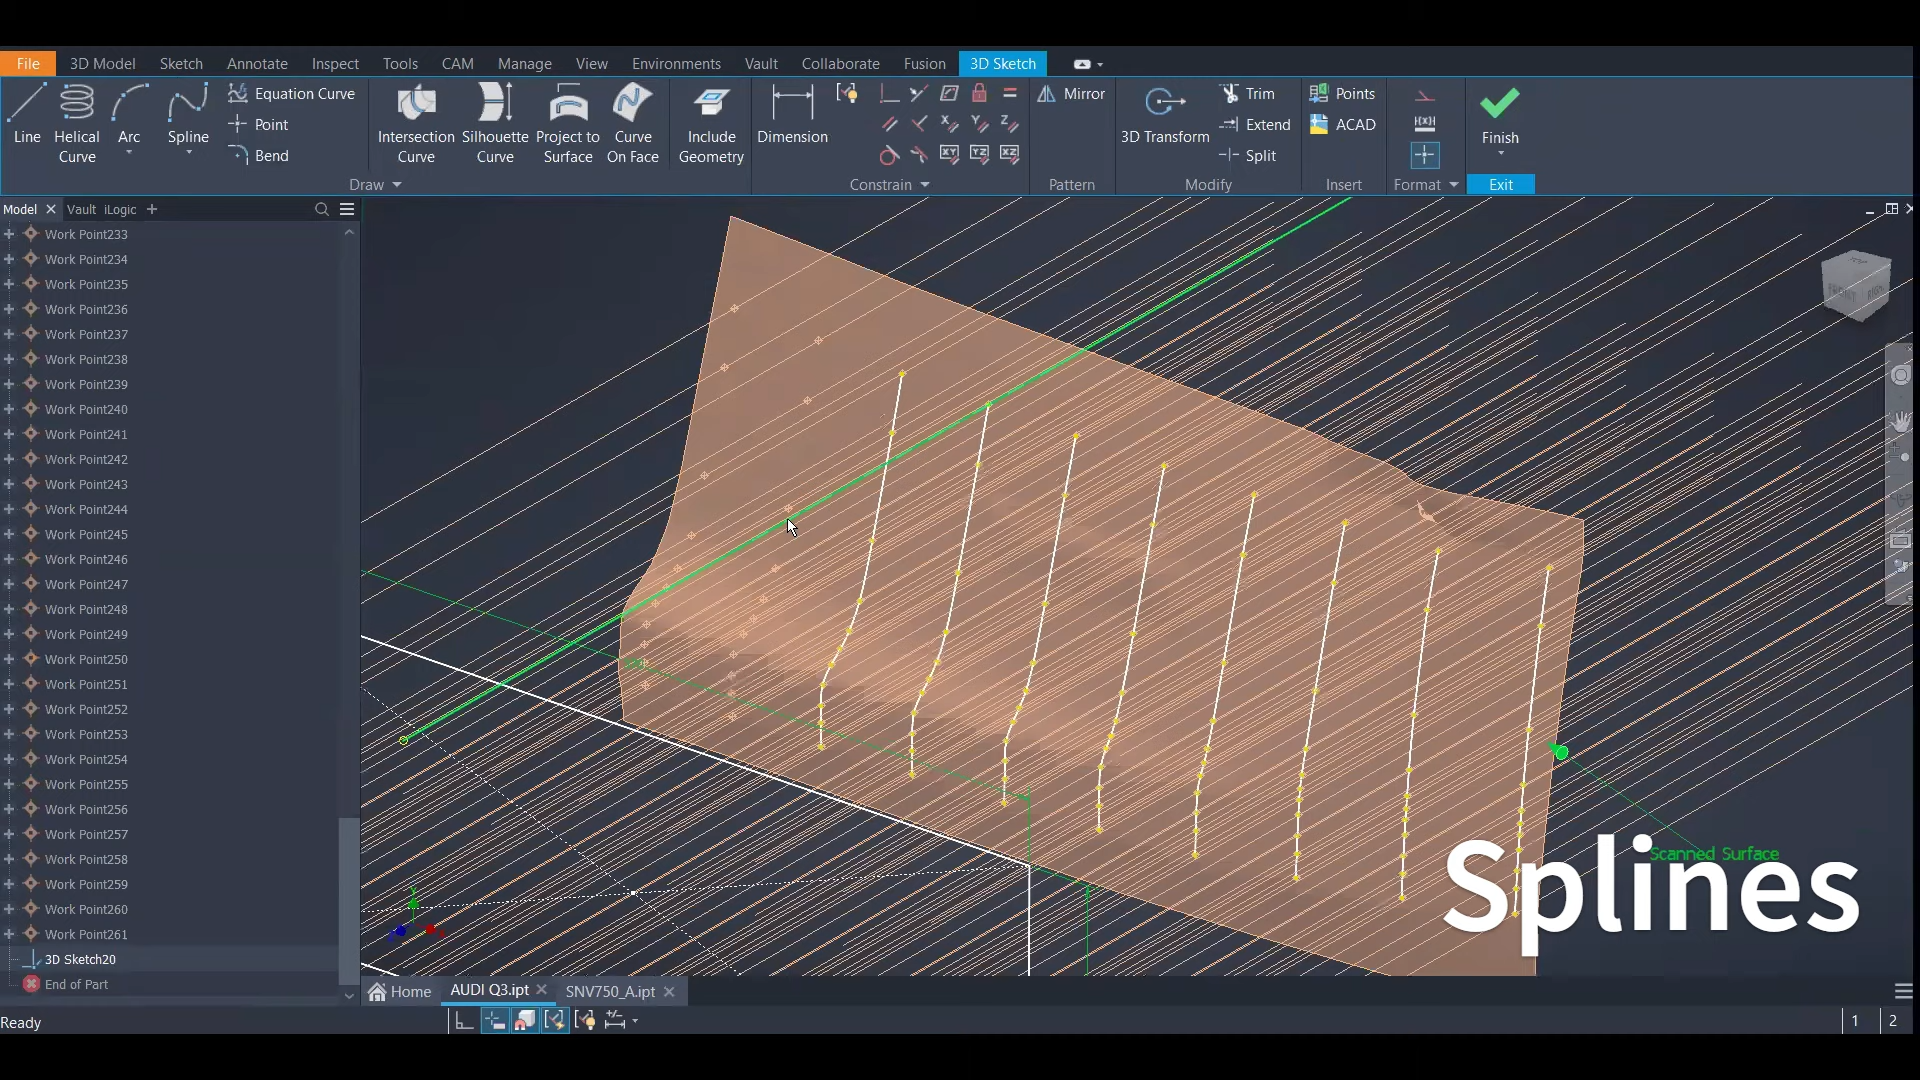 File 3D Model Sketch Annotate Inspect Tools CAM Manage View Environments Vault Collaborate Fusion 3D Sketch
Line
Helical Curve
Arc
Spline
Equation Curve
Point
Bend
Intersection Curve
Silhouette Curve
Project to Surface
Curve On Face
Include Geometry
Dimension
Mirror
3D Transform
Trim
Extend
Split
Points
ACAD
Finish
Draw
Constrain
Pattern
Modify
Insert
Format
Exit
Model Vault iLogic
Work Point233
Work Point234
Work Point235
Work Point236
Work Point237
Work Point238
Work Point239
Work Point240
Work Point241
Work Point242
Work Point243
Work Point244
Work Point245
Work Point246
Work Point247
Work Point248
Work Point249
Work Point250
Work Point251
Work Point252
Work Point253
Work Point254
Work Point255
Work Point256
Work Point257
Work Point258
Work Point259
Work Point260
Work Point261
3D Sketch20
End of Part
TOP
FRONT
Scanned Surface
Splines
Home AUDI Q3.ipt SNV750_A.ipt
Ready
1 2